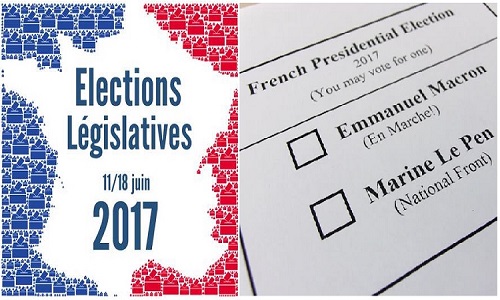 Elections
Législatives
11/18 juin
2017
French Presidential Election
2017
(You may vote for one)
Emmanuel Macron
(En Marche!)
Marine Le Pen
(National Front)